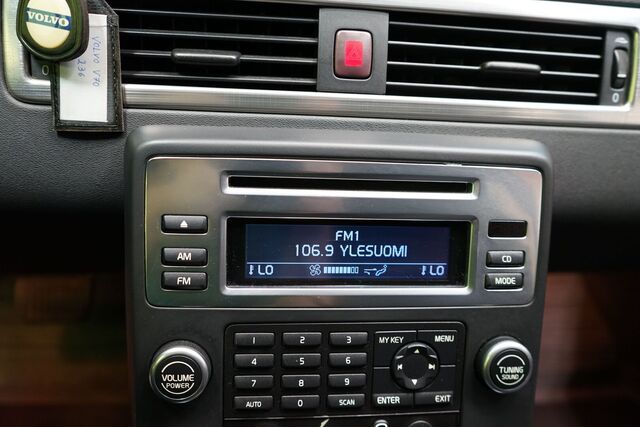 VOLVO
VOLVO V70
236
0
FM1
106.9 YLESUOMI
LO
LO
AM
FM
CD
MODE
1 2 3 MY KEY MENU
4 5 6
7 8 9
AUTO 0 SCAN ENTER EXIT
VOLUME
POWER
TUNING
SOUND